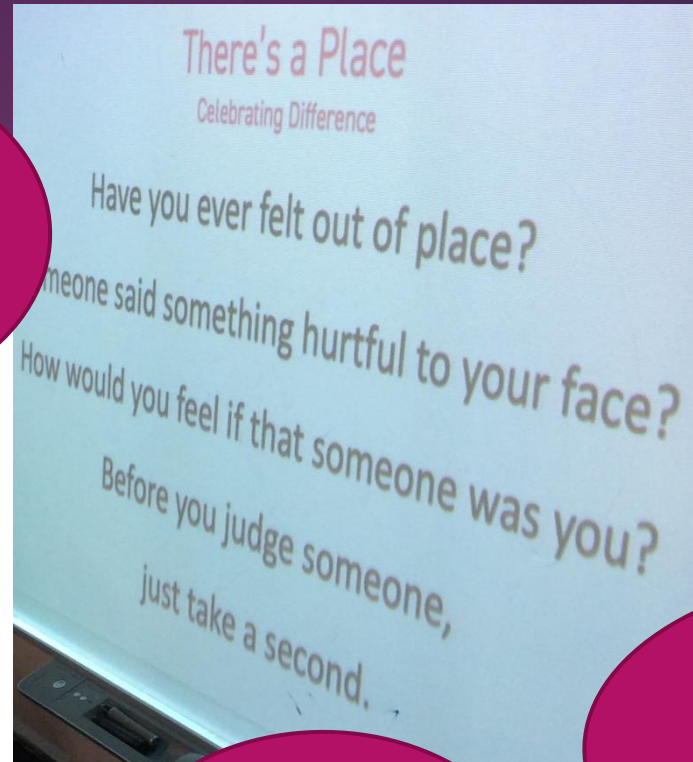 There's a Place
Celebrating Difference
Have you ever felt out of place?
meone said something hurtful to your face?
How would you feel if that someone was you?
Before you judge someone,
just take a second.